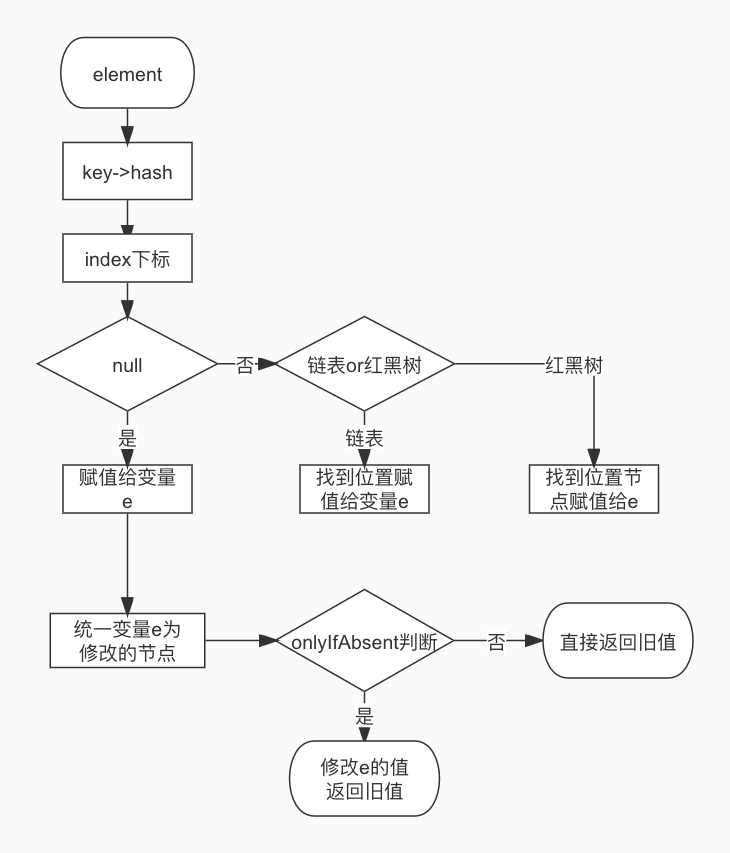 element
key->hash
index下标
null
否
链表or红黑树
红黑树
是
链表
赋值给变量
e
找到位置赋
值给变量e
找到位置节
点赋值给e
统一变量e为
修改的节点
onlyIfAbsent判断
否
直接返回旧值
是
修改e的值
返回旧值